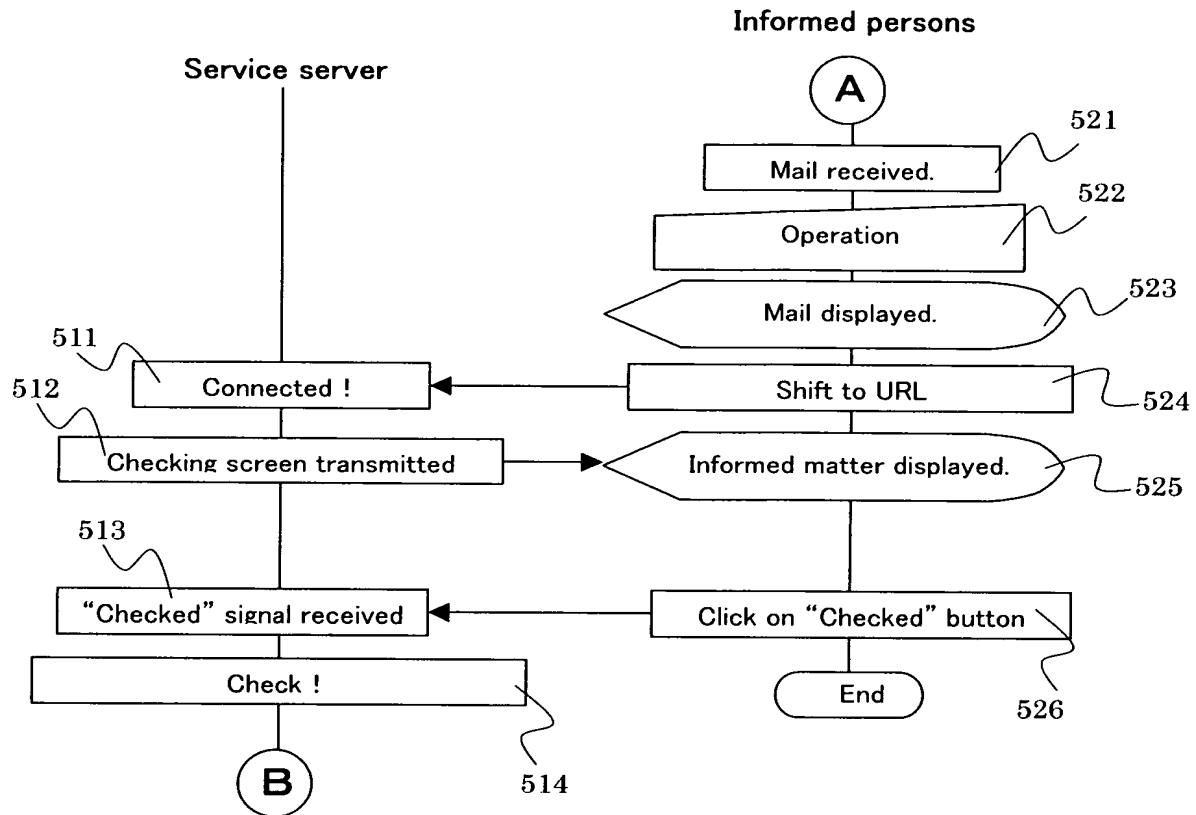 Informed persons
Service server
A
521
Mail received.
522
Operation
523
Mail displayed.
511
Connected !
Shift to URL
524
512
Checking screen transmitted
Informed matter displayed.
525
513
“Checked” signal received
Click on “Checked” button
526
Check !
514
End
B